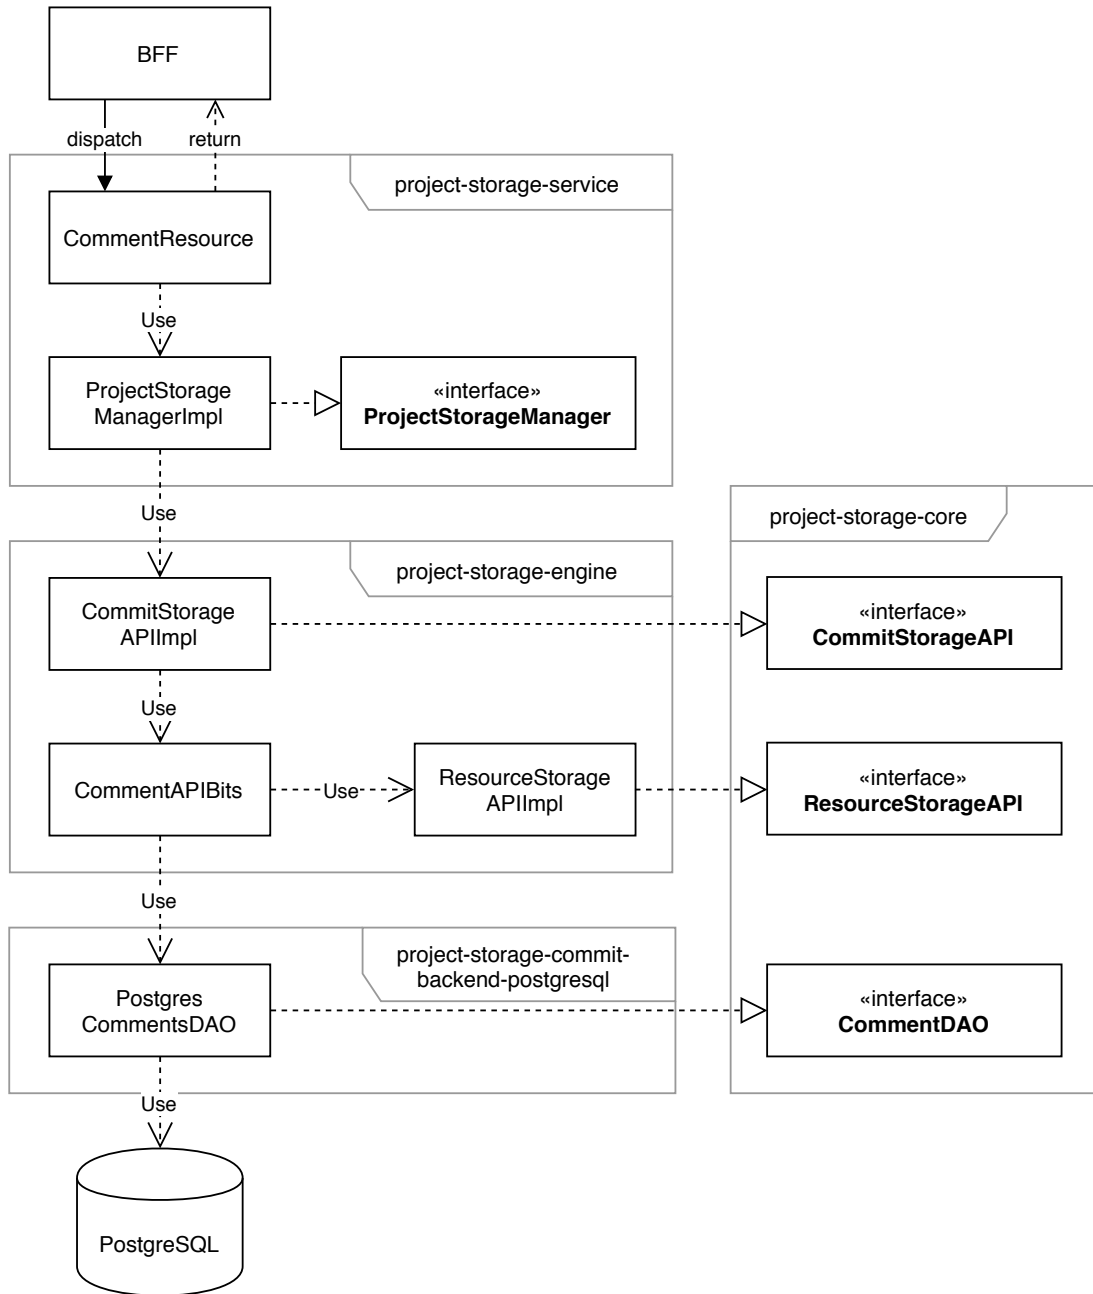 BFF
dispatch
return
project-storage-service
CommentResource
Use
ProjectStorage
ManagerImpl
«interface»
ProjectStorageManager
Use
project-storage-core
project-storage-engine
CommitStorage
APIImpl
«interface»
CommitStorageAPI
Use
CommentAPIBits
Use
ResourceStorage
APIImpl
«interface»
ResourceStorageAPI
Use
project-storage-commit-
backend-postgresql
Postgres
CommentsDAO
«interface»
CommentDAO
Use
PostgreSQL